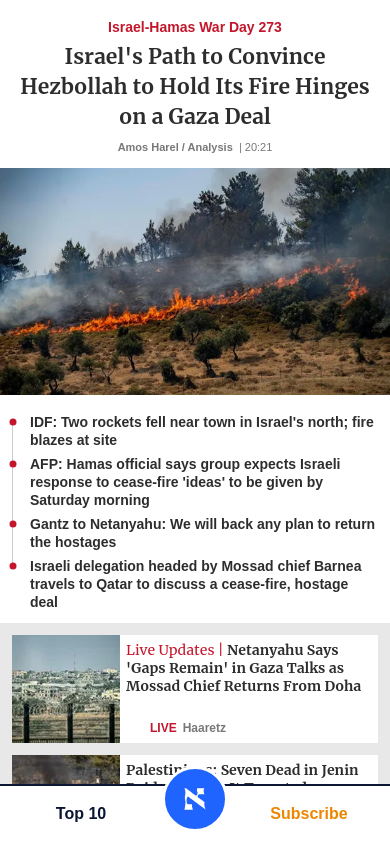 Israel-Hamas War Day 273
Israel's Path to Convince
Hezbollah to Hold Its Fire Hinges
on a Gaza Deal
Amos Harel / Analysis | 20:21
IDF: Two rockets fell near town in Israel's north; fire
blazes at site
AFP: Hamas official says group expects Israeli
response to cease-fire 'ideas' to be given by
Saturday morning
Gantz to Netanyahu: We will back any plan to return
the hostages
Israeli delegation headed by Mossad chief Barnea
travels to Qatar to discuss a cease-fire, hostage
deal
Live Updates | Netanyahu Says
'Gaps Remain' in Gaza Talks as
Mossad Chief Returns From Doha
LIVE Haaretz
Seven Dead in Jenin
Top 10
Subscribe